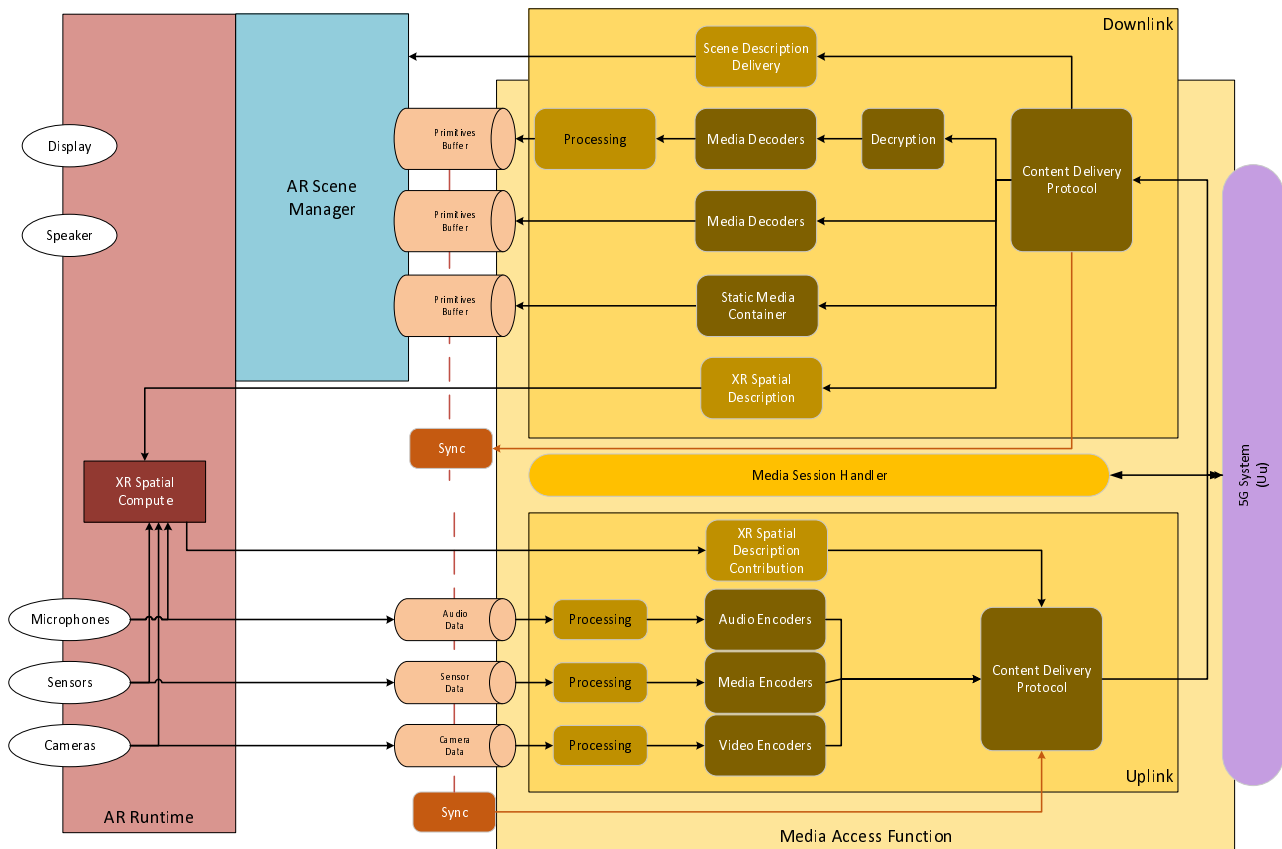 Downlink
Scene Description
Delivery
Display
Speaker
AR Scene
Manager
Primitives
Buffer
Processing
Media Decoders
Decryption
Content Delivery
Protocol
Primitives
Buffer
Media Decoders
Primitives
Buffer
Static Media
Container
XR Spatial
Description
Sync
Media Session Handler
5G System
(Uu)
XR Spatial
Compute
XR Spatial
Description
Contribution
Microphones
Audio
Data
Processing
Audio Encoders
Sensors
Sensor
Data
Processing
Media Encoders
Content Delivery
Protocol
Cameras
Camera
Data
Processing
Video Encoders
Uplink
Sync
AR Runtime
Media Access Function